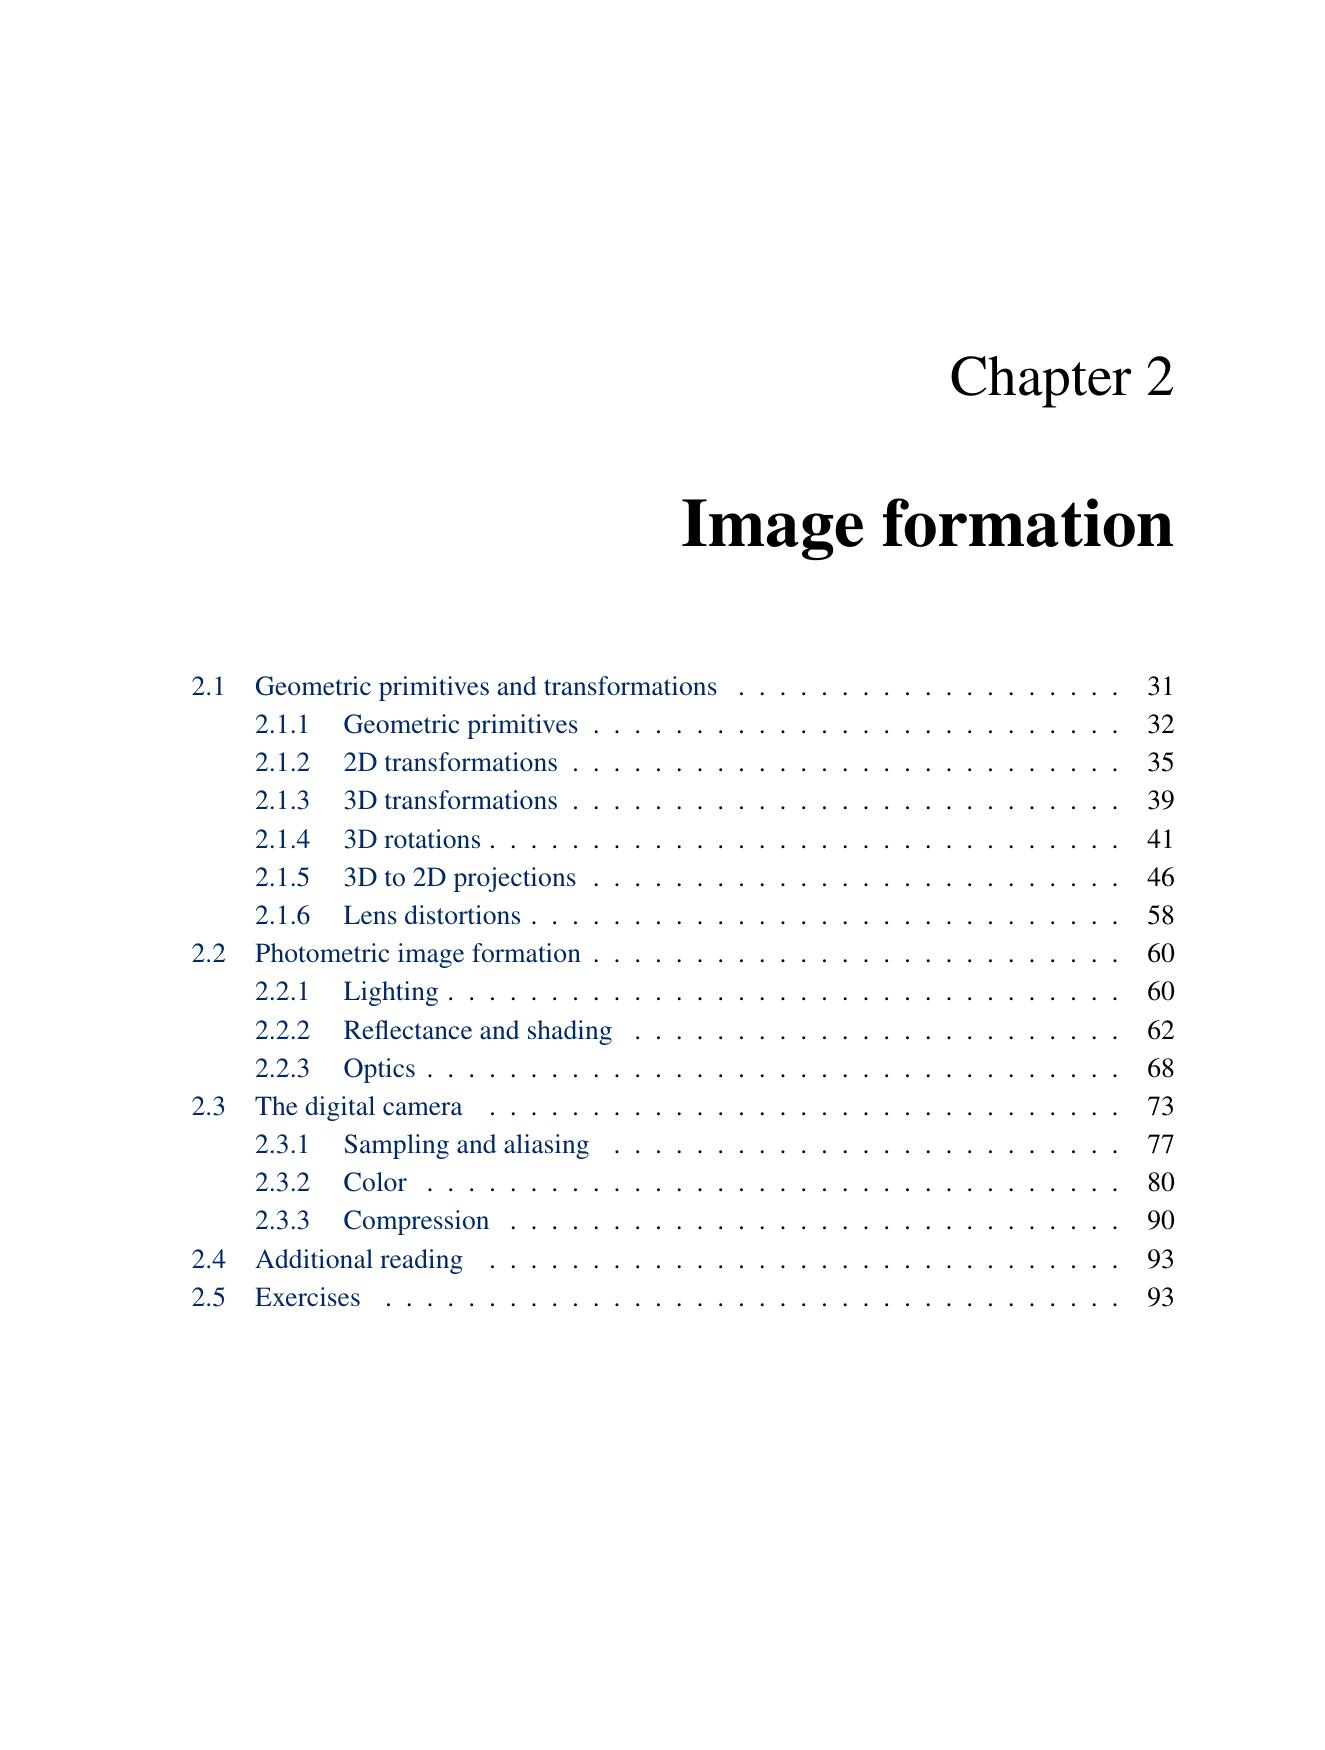 Chapter 2
Image formation
2.1 Geometric primitives and transformations . . . . . . . . . . . . . . . . . . . 31
2.1.1 Geometric primitives . . . . . . . . . . . . . . . . . . . . . . . . . . 32
2.1.2 2D transformations . . . . . . . . . . . . . . . . . . . . . . . . . . . 35
2.1.3 3D transformations . . . . . . . . . . . . . . . . . . . . . . . . . . . 39
2.1.4 3D rotations . . . . . . . . . . . . . . . . . . . . . . . . . . . . . . . 41
2.1.5 3D to 2D projections . . . . . . . . . . . . . . . . . . . . . . . . . . 46
2.1.6 Lens distortions . . . . . . . . . . . . . . . . . . . . . . . . . . . . . 58
2.2 Photometric image formation . . . . . . . . . . . . . . . . . . . . . . . . . . 60
2.2.1 Lighting . . . . . . . . . . . . . . . . . . . . . . . . . . . . . . . . . 60
2.2.2 Reflectance and shading . . . . . . . . . . . . . . . . . . . . . . . . 62
2.2.3 Optics . . . . . . . . . . . . . . . . . . . . . . . . . . . . . . . . . . 68
2.3 The digital camera . . . . . . . . . . . . . . . . . . . . . . . . . . . . . . . 73
2.3.1 Sampling and aliasing . . . . . . . . . . . . . . . . . . . . . . . . . 77
2.3.2 Color . . . . . . . . . . . . . . . . . . . . . . . . . . . . . . . . . . 80
2.3.3 Compression . . . . . . . . . . . . . . . . . . . . . . . . . . . . . . 90
2.4 Additional reading . . . . . . . . . . . . . . . . . . . . . . . . . . . . . . . 93
2.5 Exercises . . . . . . . . . . . . . . . . . . . . . . . . . . . . . . . . . . . . 93